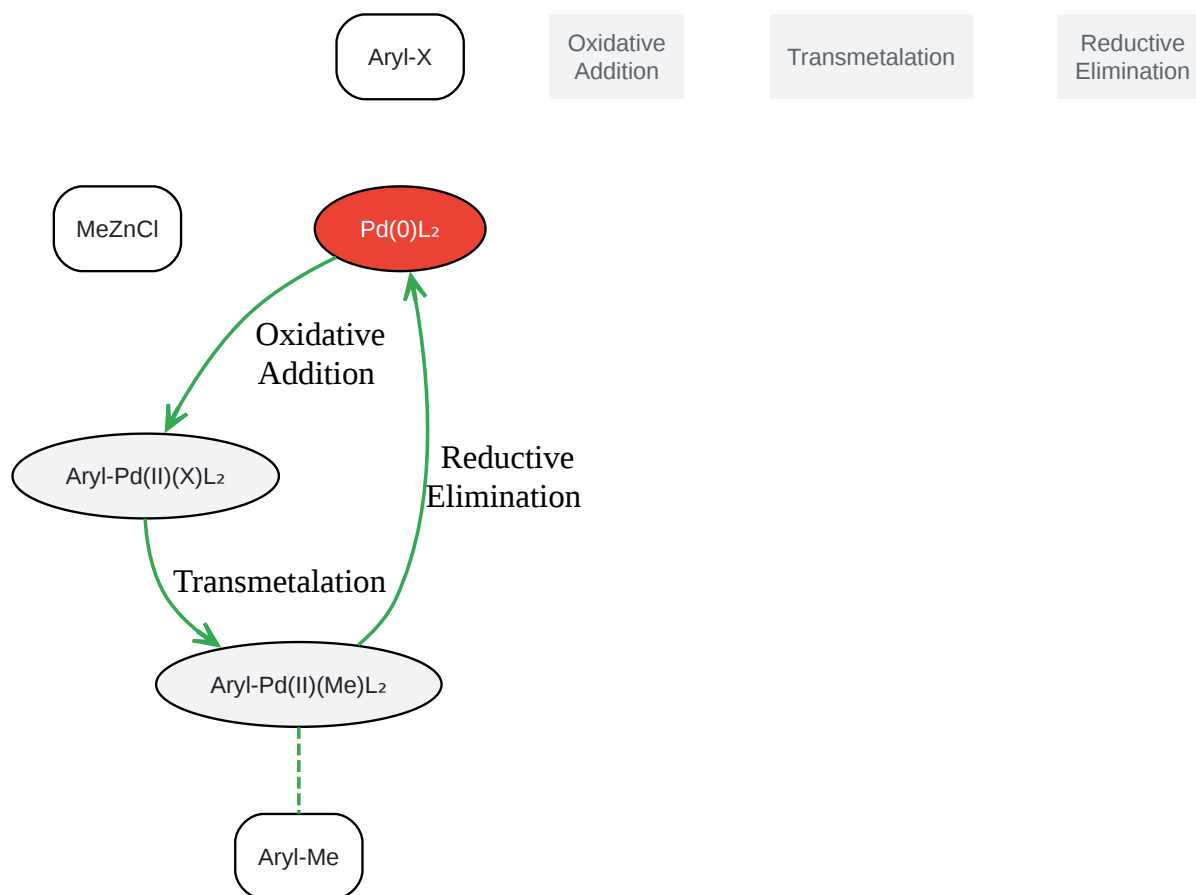 Aryl-X
Oxidative
Addition
Transmetalation
Reductive
Elimination
MeZnCl
Pd(0)L₂
Oxidative
Addition
Reductive
Elimination
Aryl-Pd(II)(X)L₂
Transmetalation
Aryl-Pd(II)(Me)L₂
Aryl-Me